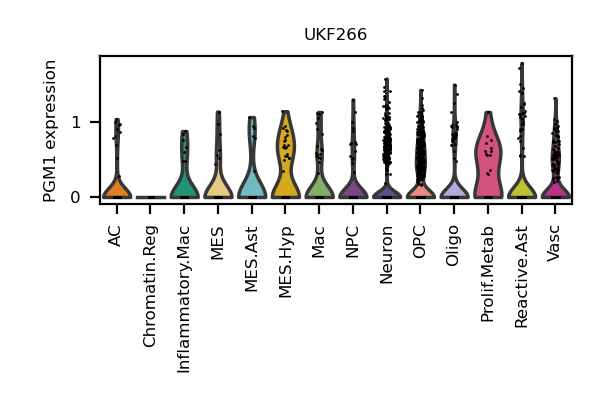 UKF266
PGM1 expression
1
0
AC
Chromatin.Reg
Inflammatory.Mac
MES
MES.Ast
MES.Hyp
Mac
NPC
Neuron
OPC
Oligo
Prolif.Metab
Reactive.Ast
Vasc